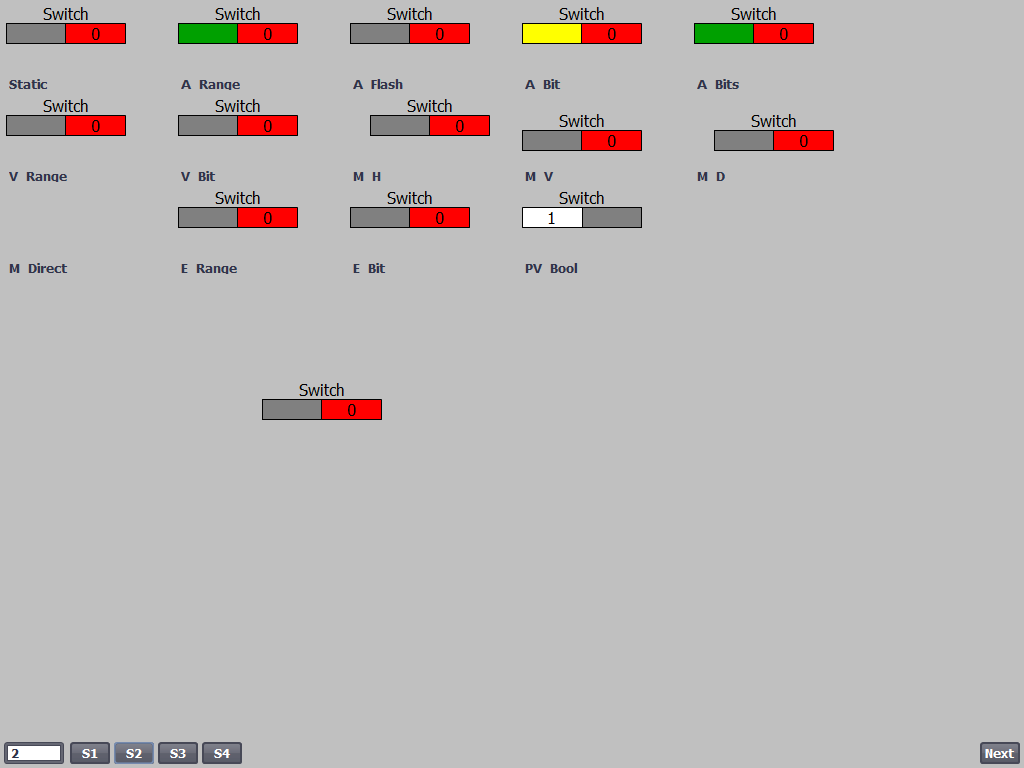 Switch Switch Switch Switch Switch
0 0 0 0 0
Static A Range A Flash A Bit A Bits
Switch Switch Switch
0 0 0
Switch Switch
0 0
V Range V Bit M H M V M D
Switch Switch Switch
0 0 1
M Direct E Range E Bit PV Bool
Switch
0
2 S1 S2 S3 S4 Next